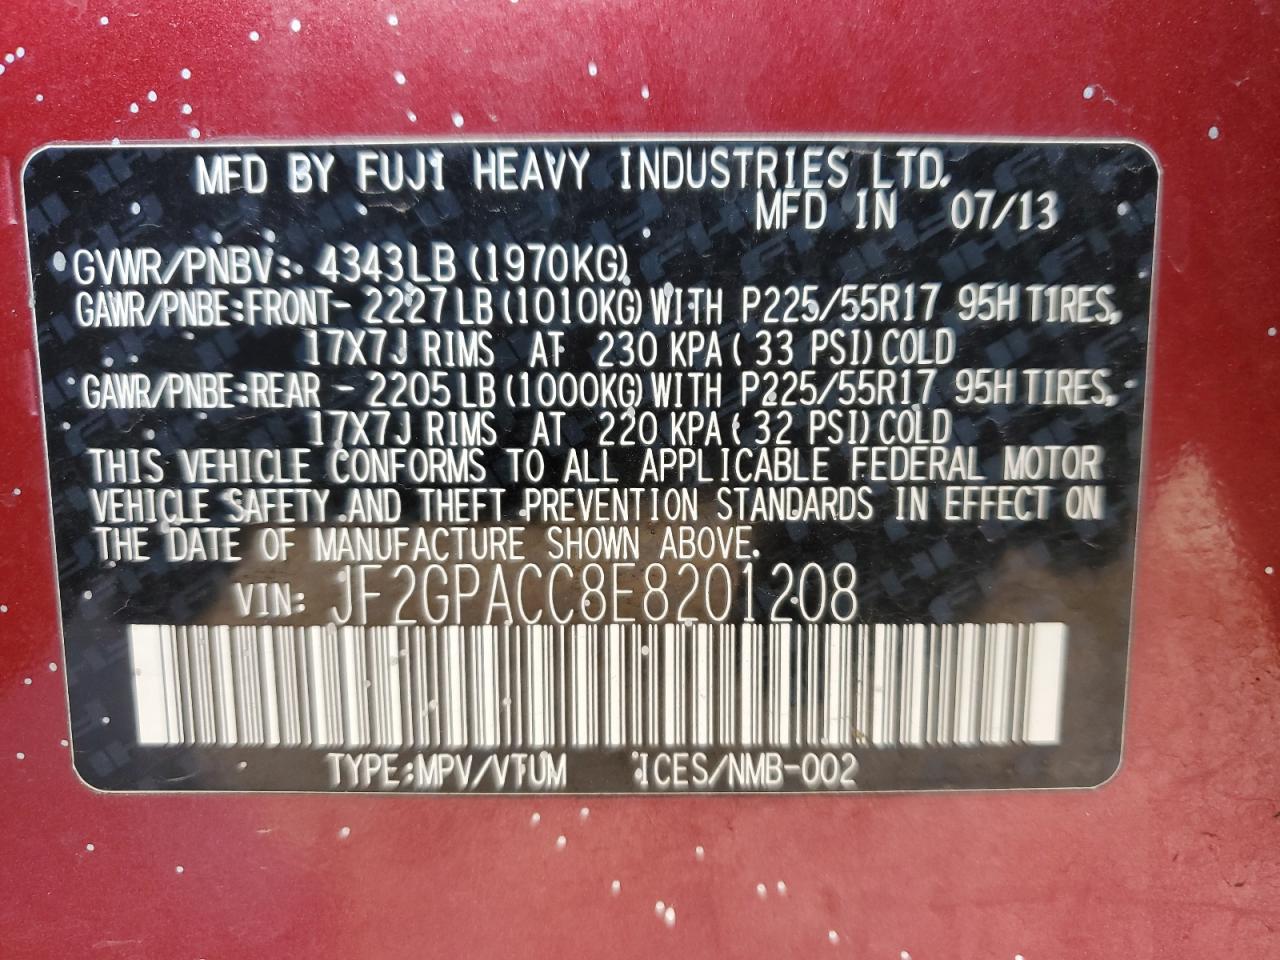 MFD BY FUJI HEAVY INDUSTRIES LTD.
MFD IN 07/13
GVWR/PNBV: 4343LB (1970KG)
GAWR/PNBE:FRONT- 2227LB (1010KG) WITH P225/55R17 95H TIRES,
17X7J RIMS AT 230 KPA ( 33 PSI) COLD
GAWR/PNBE:REAR - 2205LB (1000KG) WITH P225/55R17 95H TIRES,
17X7J RIMS AT 220 KPA ( 32 PSI) COLD
THIS VEHICLE CONFORMS TO ALL APPLICABLE FEDERAL MOTOR
VEHICLE SAFETY AND THEFT PREVENTION STANDARDS IN EFFECT ON
THE DATE OF MANUFACTURE SHOWN ABOVE.
VIN: JF2GPACC8E8201208
TYPE:MPV/VTUM ICES/NMB-002